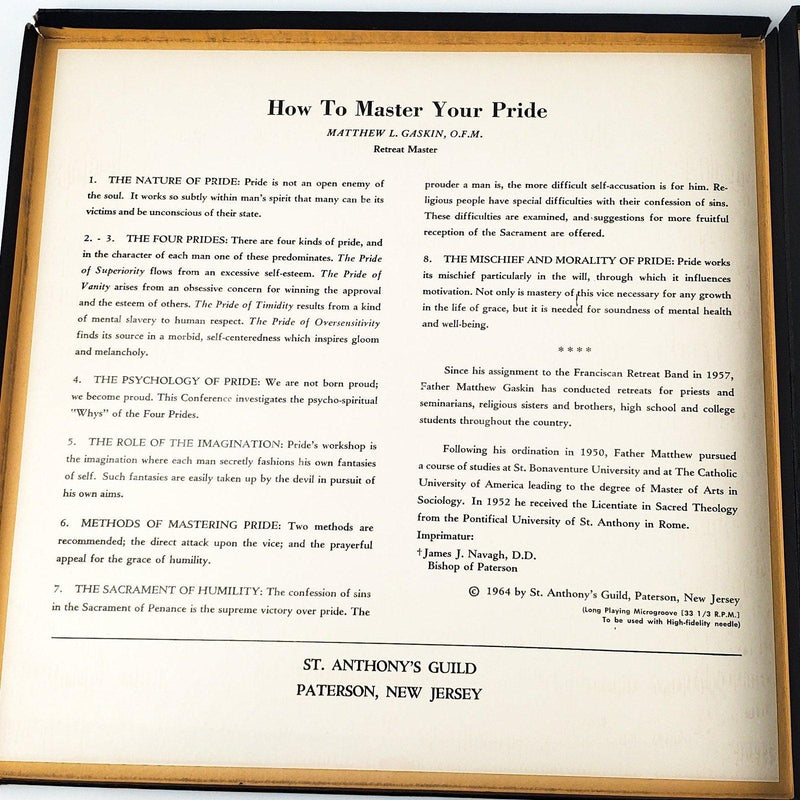 How To Master Your Pride
MATTHEW L. GASKIN, O.F.M.
Retreat Master
1. THE NATURE OF PRIDE: Pride is not an open enemy of
the soul. It works so subtly within man's spirit that many can be its
victims and be unconscious of their state.
2. - 3. THE FOUR PRIDES: There are four kinds of pride, and
in the character of each man one of these predominates. The Pride
of Superiority flows from an excessive self-esteem. The Pride of
Vanity arises from an obsessive concern for winning the approval
and the esteem of others. The Pride of Timidity results from a kind
of mental slavery to human respect. The Pride of Oversensitivity
finds its source in a morbid, self-centeredness which inspires gloom
and melancholy.
4. THE PSYCHOLOGY OF PRIDE: We are not born proud;
we become proud. This Conference investigates the psycho-spiritual
"Whys" of the Four Prides.
5. THE ROLE OF THE IMAGINATION: Pride's workshop is
the imagination where each man secretly fashions his own fantasies
of self. Such fantasies are easily taken up by the devil in pursuit of
his own aims.
6. METHODS OF MASTERING PRIDE: Two methods are
recommended; the direct attack upon the vice; and the prayerful
appeal for the grace of humility.
7. THE SACRAMENT OF HUMILITY: The confession of sins
in the Sacrament of Penance is the supreme victory over pride. The
prouder a man is, the more difficult self-accusation is for him. Re-
ligious people have special difficulties with their confession of sins.
These difficulties are examined, and suggestions for more fruitful
reception of the Sacrament are offered.
8. THE MISCHIEF AND MORALITY OF PRIDE: Pride works
its mischief particularly in the will, through which it influences
motivation. Not only is mastery of this vice necessary for any growth
in the life of grace, but it is needed for soundness of mental health
and well-being.
* * * *
Since his assignment to the Franciscan Retreat Band in 1957,
Father Matthew Gaskin has conducted retreats for priests and
seminarians, religious sisters and brothers, high school and college
students throughout the country.
Following his ordination in 1950, Father Matthew pursued
a course of studies at St. Bonaventure University and at The Catholic
University of America leading to the degree of Master of Arts in
Sociology. In 1952 he received the Licentiate in Sacred Theology
from the Pontifical University of St. Anthony in Rome.
Imprimatur:
†James J. Navagh, D.D.
Bishop of Paterson
© 1964 by St. Anthony's Guild, Paterson, New Jersey
(Long Playing Microgroove [33 1/3 R.P.M.]
To be used with High-fidelity needle)
ST. ANTHONY'S GUILD
PATERSON, NEW JERSEY